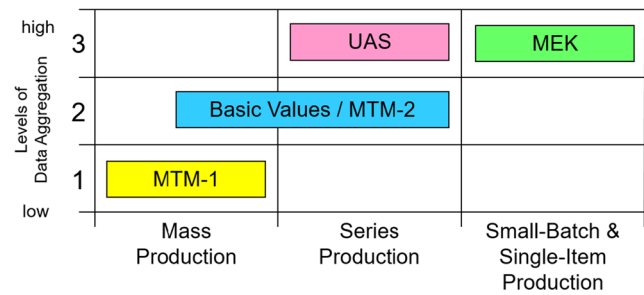 high
3
UAS
MEK
Levels of
Data Aggregation
2
Basic Values / MTM-2
1
MTM-1
low
Mass
Production
Series
Production
Small-Batch &
Single-Item
Production